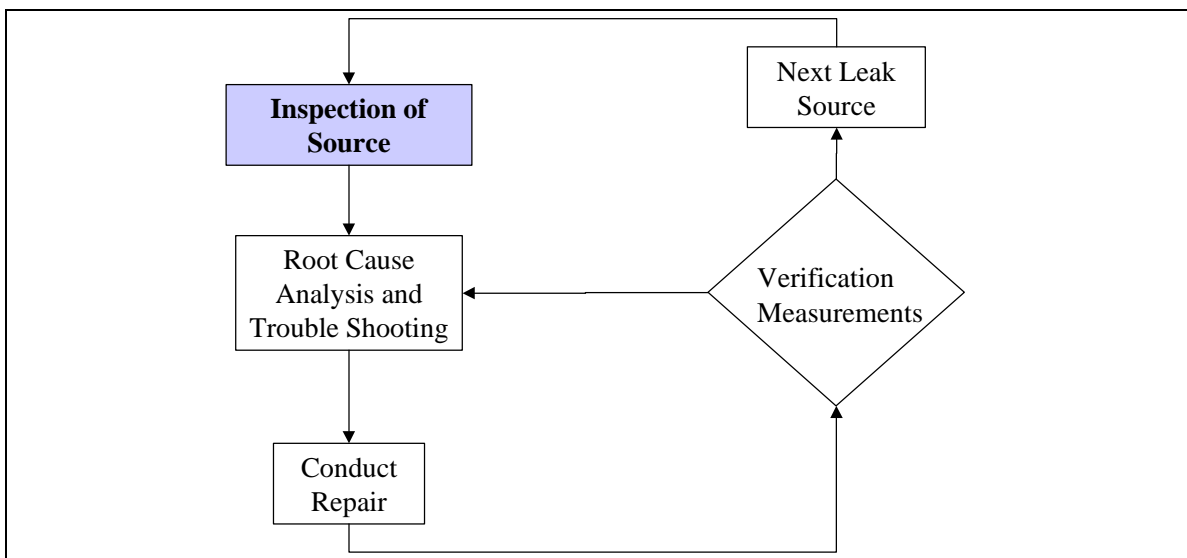 Next Leak
Source
Inspection of
Source
Root Cause
Analysis and
Trouble Shooting
Verification
Measurements
Conduct
Repair